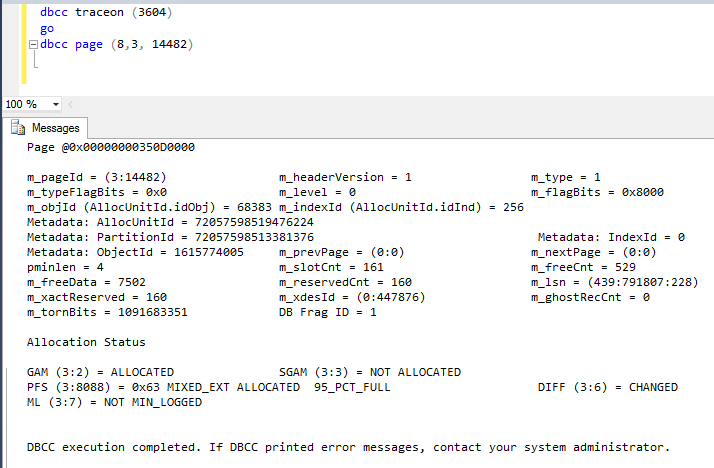 dbcc traceon (3604)
go
dbcc page (8,3, 14482)
100 %
Messages
Page @0x00000000350D0000
m_pageId = (3:14482) m_headerVersion = 1 m_type = 1
m_typeFlagBits = 0x0 m_level = 0 m_flagBits = 0x8000
m_objId (AllocUnitId.idObj) = 68383 m_indexId (AllocUnitId.idInd) = 256
Metadata: AllocUnitId = 72057598519476224
Metadata: PartitionId = 72057598513381376 Metadata: IndexId = 0
Metadata: ObjectId = 1615774005 m_prevPage = (0:0) m_nextPage = (0:0)
pminlen = 4 m_slotCnt = 161 m_freeCnt = 529
m_freeData = 7502 m_reservedCnt = 160 m_lsn = (439:791807:228)
m_xactReserved = 160 m_xdesId = (0:447876) m_ghostRecCnt = 0
m_tornBits = 1091683351 DB Frag ID = 1
Allocation Status
GAM (3:2) = ALLOCATED SGAM (3:3) = NOT ALLOCATED
PFS (3:8088) = 0x63 MIXED_EXT ALLOCATED 95_PCT_FULL DIFF (3:6) = CHANGED
ML (3:7) = NOT MIN_LOGGED
DBCC execution completed. If DBCC printed error messages, contact your system administrator.